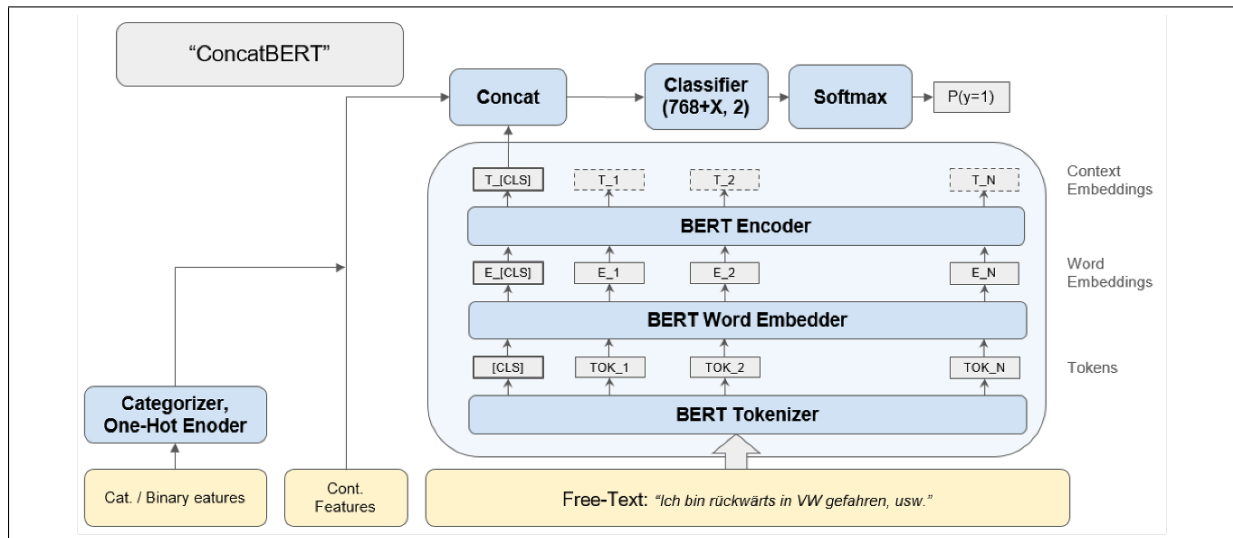 “ConcatBERT”
Concat
Classifier
(768+X, 2)
Softmax
P(y=1)
T_[CLS]
T_1
T_2
T_N
Context
Embeddings
BERT Encoder
E_[CLS]
E_1
E_2
E_N
Word
Embeddings
BERT Word Embedder
[CLS]
TOK_1
TOK_2
TOK_N
Tokens
Categorizer,
One-Hot Enoder
BERT Tokenizer
Cat. / Binary eatures
Cont.
Features
Free-Text: “Ich bin rückwärts in VW gefahren, usw.”